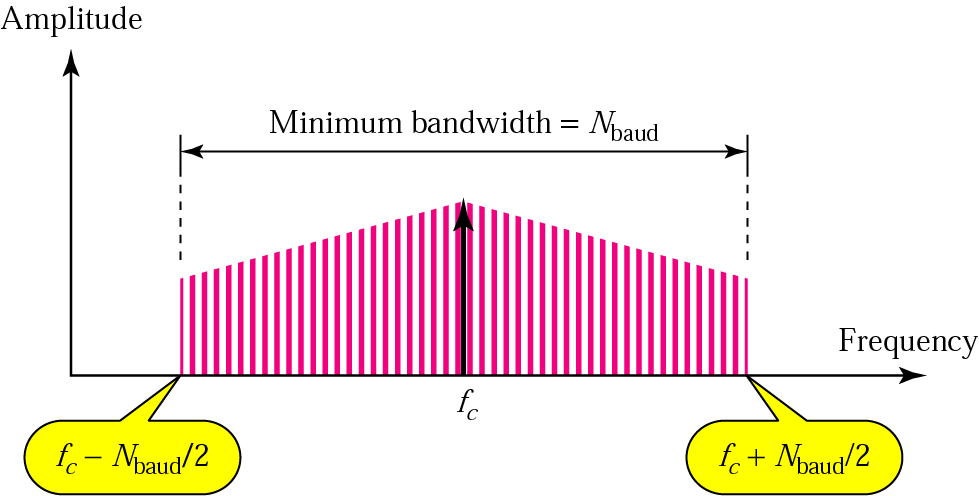 Amplitude
Minimum bandwidth = Nbaud
Frequency
fc
fc – Nbaud/2
fc + Nbaud/2